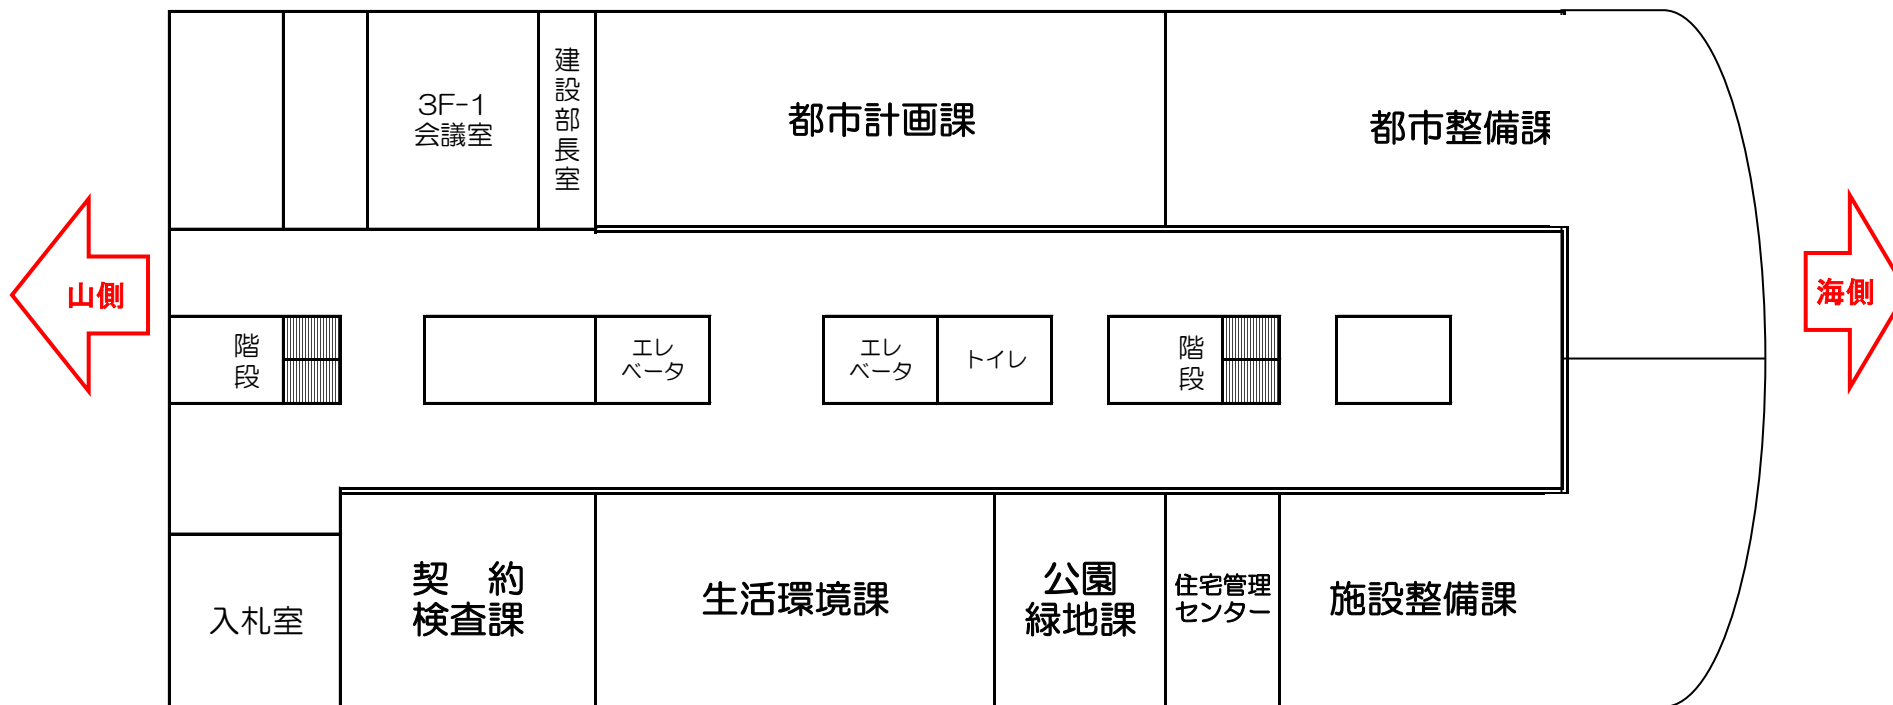 3F-1
会議室
建設部長室
都市計画課
都市整備課
山側
海側
階段
エレ
ベータ
エレ
ベータ
トイレ
階段
入札室
契　約
検査課
生活環境課
公園
緑地課
住宅管理
センター
施設整備課